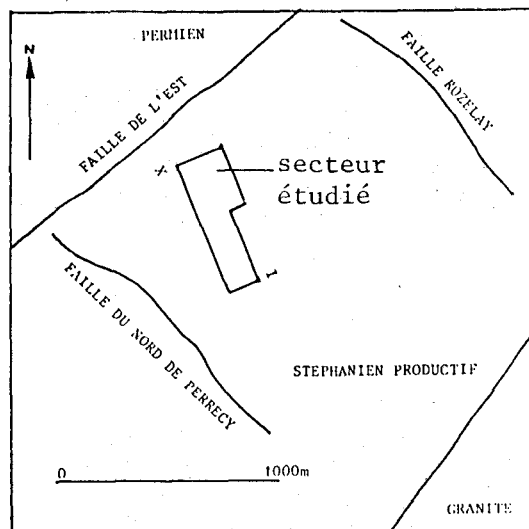 PERMIEN
N
FAILLE DE L'EST
FAILLE ROZELAY
X
secteur
étudié
I
FAILLE DU NORD DE PERRECY
STEPHANIEN PRODUCTIF
0 1000m
GRANITE